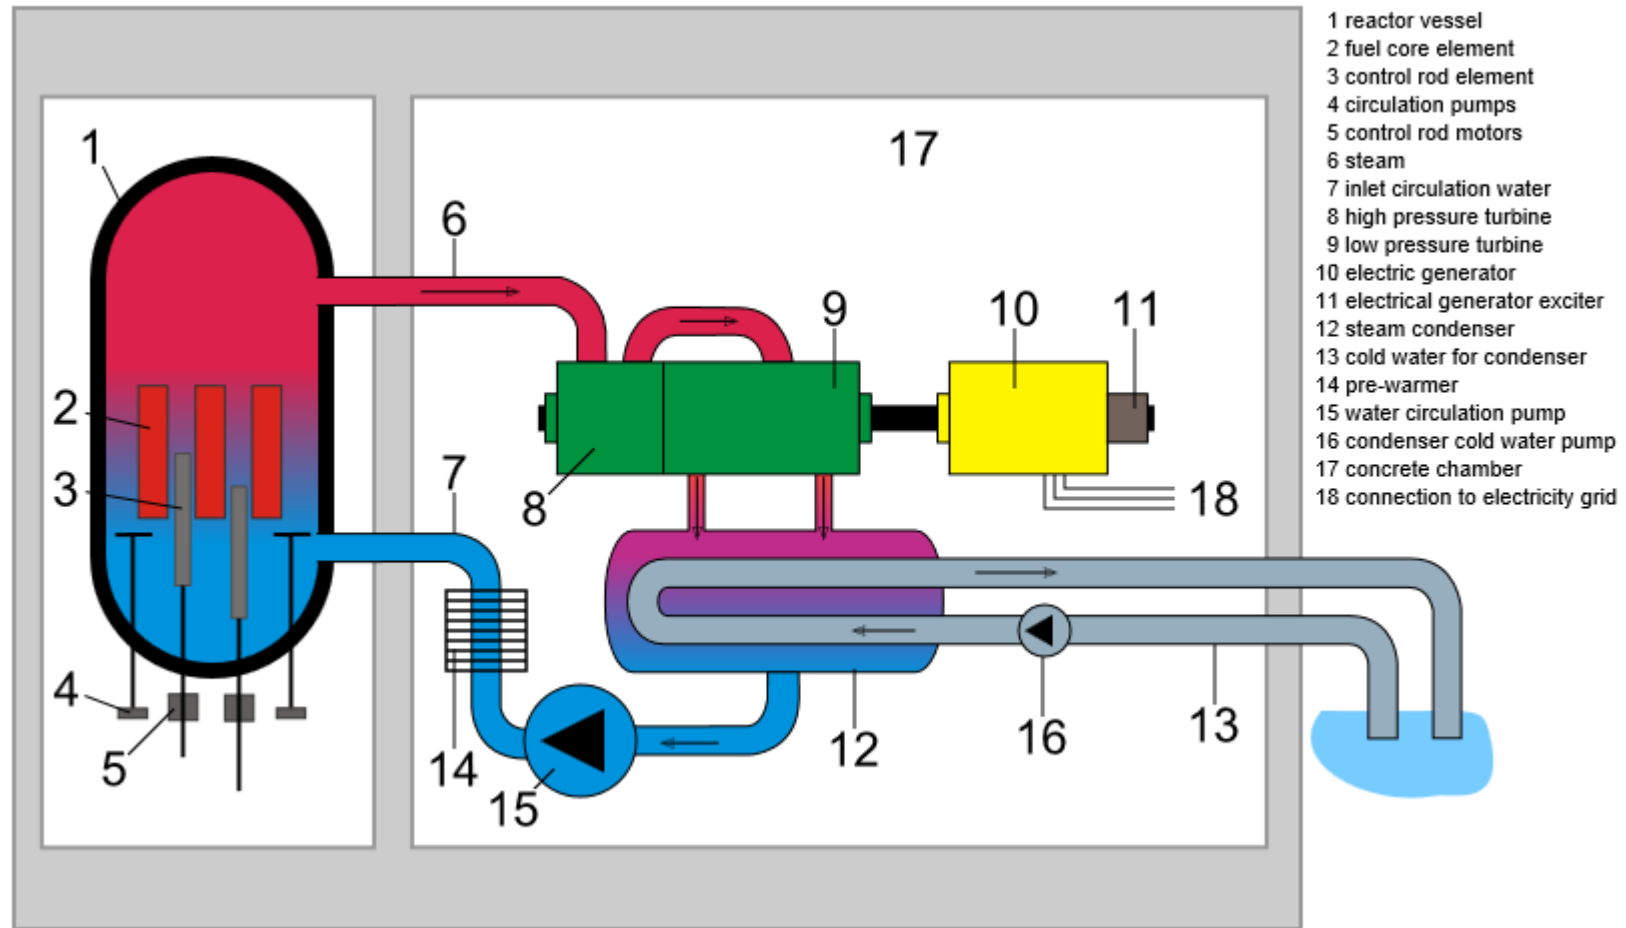 1 reactor vessel
2 fuel core element
3 control rod element
4 circulation pumps
5 control rod motors
6 steam
7 inlet circulation water
8 high pressure turbine
9 low pressure turbine
10 electric generator
11 electrical generator exciter
12 steam condenser
13 cold water for condenser
14 pre-warmer
15 water circulation pump
16 condenser cold water pump
17 concrete chamber
18 connection to electricity grid
1
17
6
9
10
11
2
7
3
8
18
4
16
13
12
5
14
15